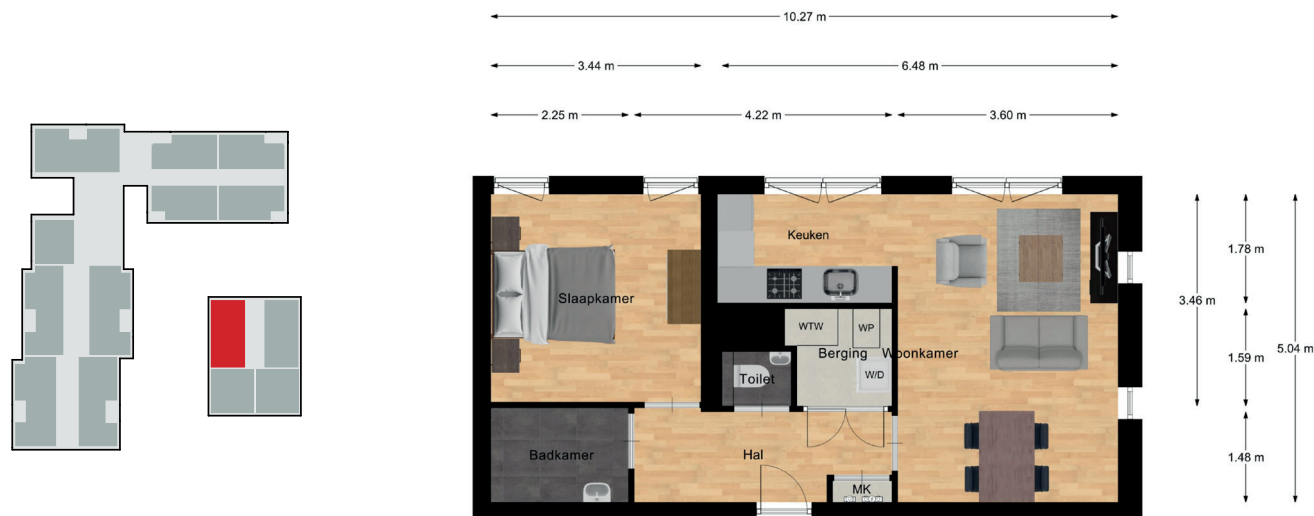 10.27 m
3.44 m
6.48 m
2.25 m
4.22 m
3.60 m
Keuken
1.78 m
Slaapkamer
3.46 m
WTW
WP
Berging
Woonkamer
1.59 m
5.04 m
Toilet
W/D
Badkamer
Hal
1.48 m
MK